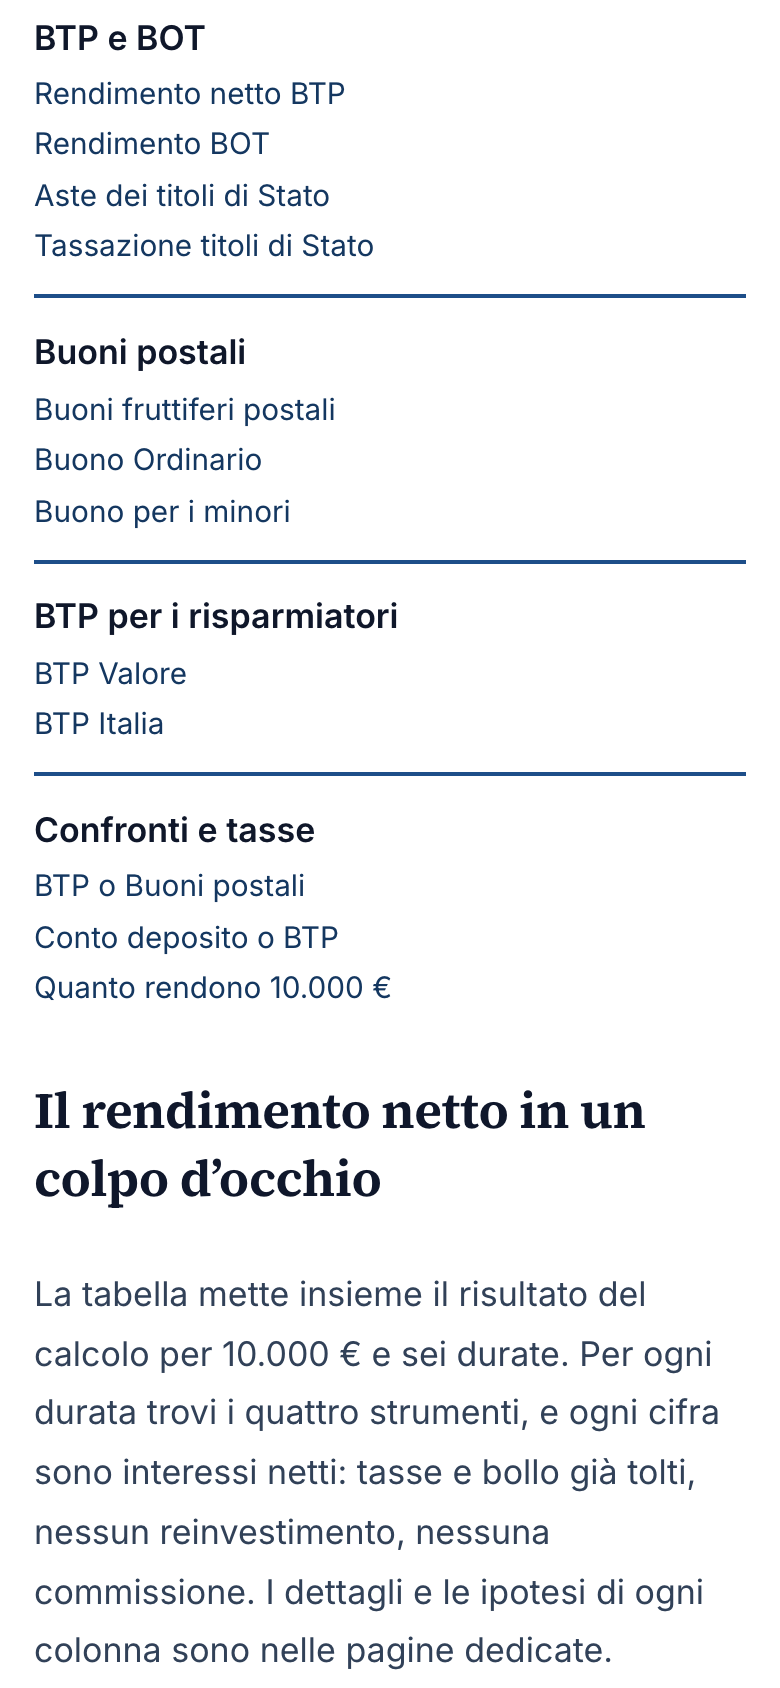 BTP e BOT
Rendimento netto BTP
Rendimento BOT
Aste dei titoli di Stato
Tassazione titoli di Stato
Buoni postali
Buoni fruttiferi postali
Buono Ordinario
Buono per i minori
BTP per i risparmiatori
BTP Valore
BTP Italia
Confronti e tasse
BTP o Buoni postali
Conto deposito o BTP
Quanto rendono 10.000 €
Il rendimento netto in un
colpo d’occhio
La tabella mette insieme il risultato del
calcolo per 10.000 € e sei durate. Per ogni
durata trovi i quattro strumenti, e ogni cifra
sono interessi netti: tasse e bollo già tolti,
nessun reinvestimento, nessuna
commissione. I dettagli e le ipotesi di ogni
colonna sono nelle pagine dedicate.